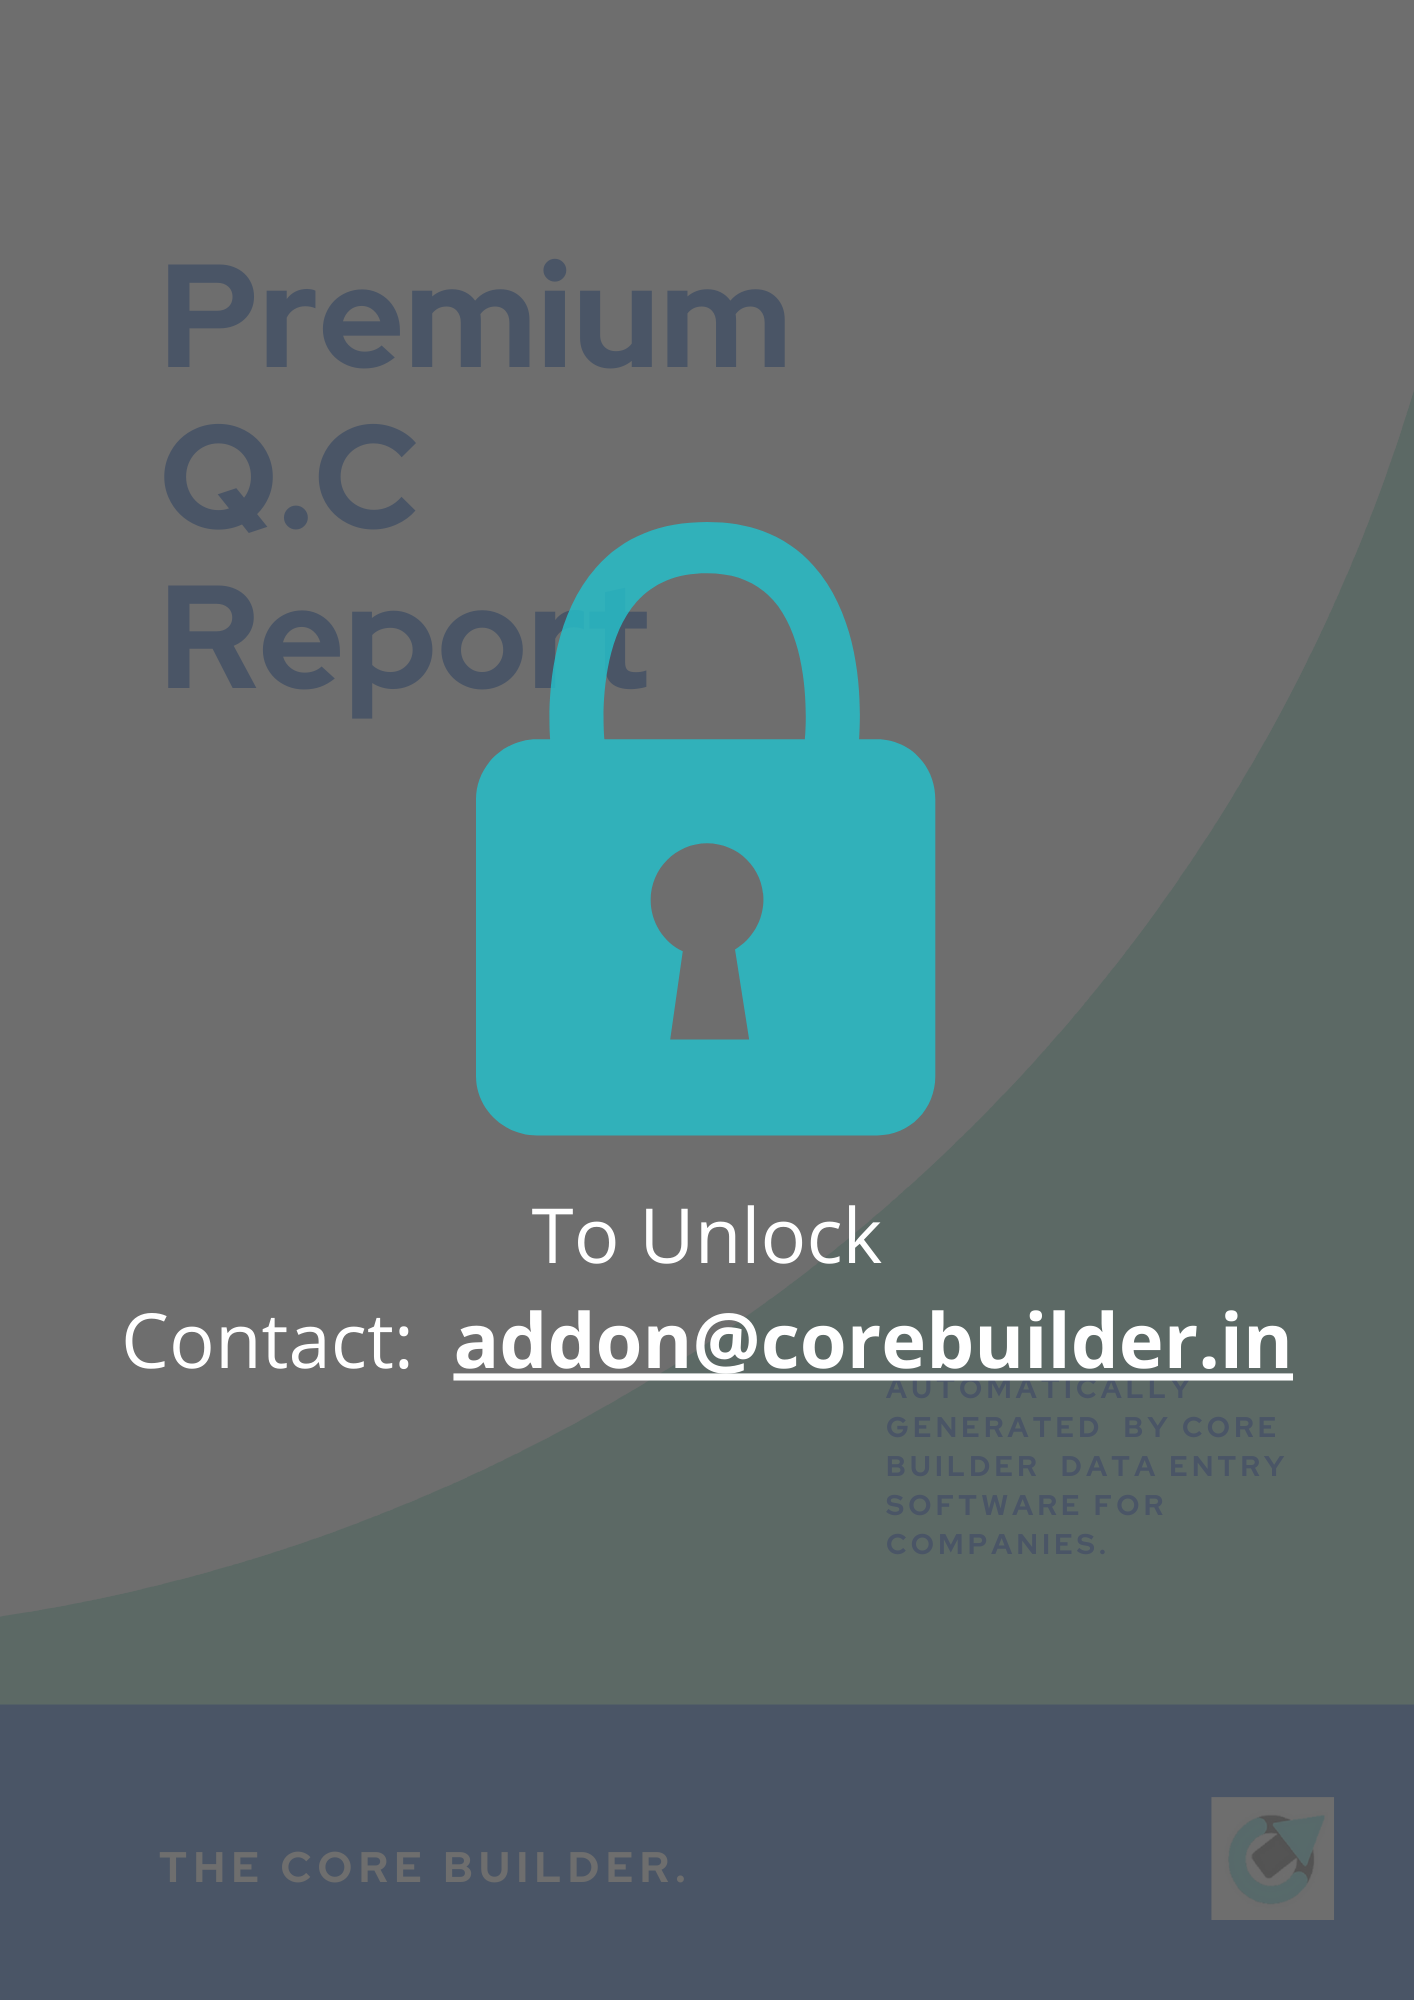 Premium
Q.C
Report
To Unlock
Contact: addon@corebuilder.in
AUTOMATICALLY
GENERATED BY CORE
BUILDER DATA ENTRY
SOFTWARE FOR
COMPANIES.
THE CORE BUILDER.